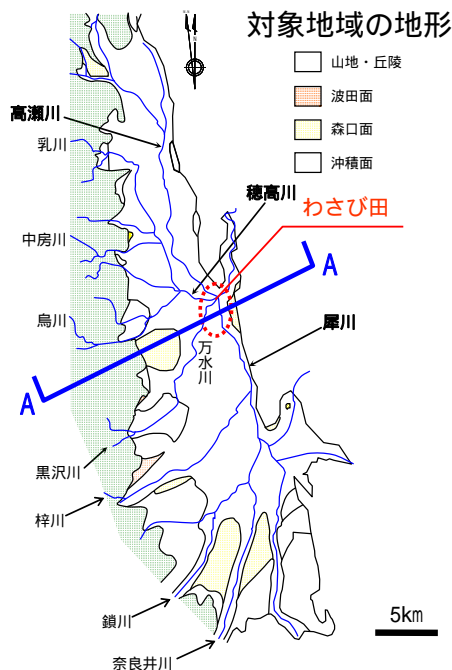 対象地域の地形
山地・丘陵
波田面
森口面
沖積面
高瀬川
乳川
穂高川
わさび田
中房川
A
烏川
犀川
万水川
A
黒沢川
梓川
鎖川
5km
奈良井川